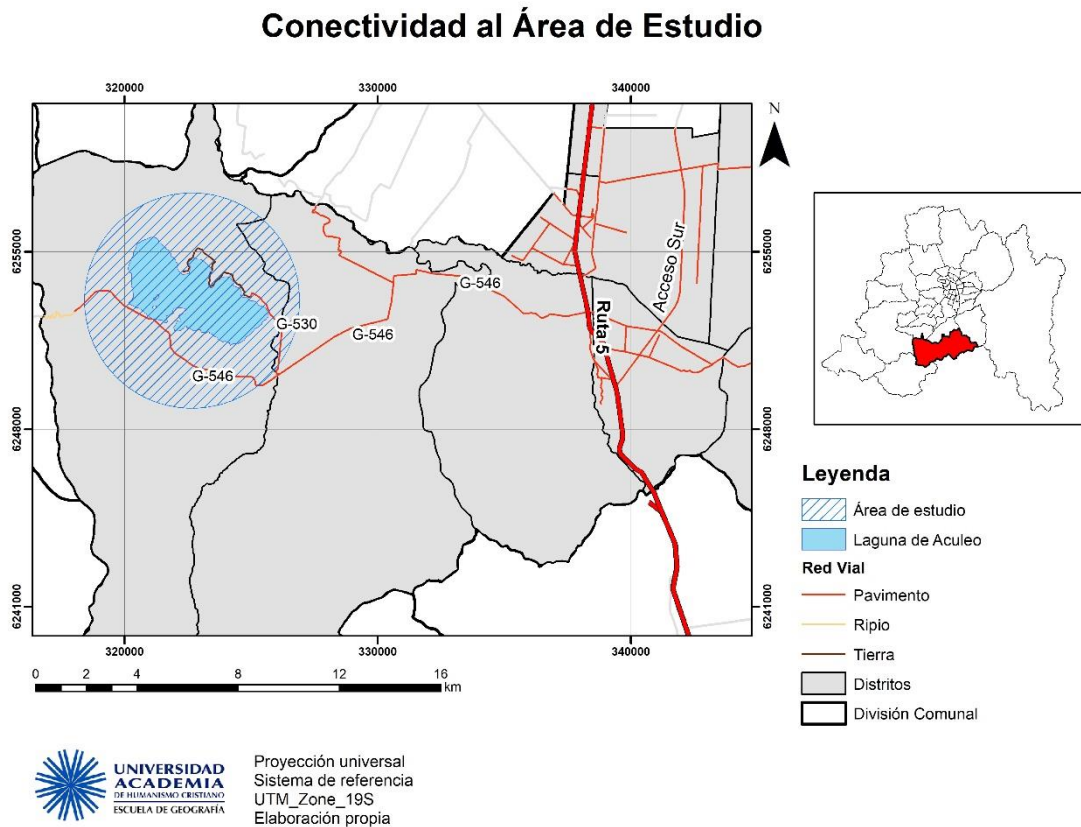 Conectividad al Área de Estudio
320000
330000
340000
N
6255000
6255000
G-546
Acceso Sur
G-530
G-546
Ruta 5
G-546
6248000
6248000
6241000
6241000
320000
330000
340000
0 2 4 8 12 16
km
Leyenda
Área de estudio
Laguna de Aculeo
Red Vial
Pavimento
Ripio
Tierra
Distritos
División Comunal
UNIVERSIDAD
ACADEMIA
DE HUMANISMO CRISTIANO
ESCUELA DE GEOGRAFÍA
Proyección universal
Sistema de referencia
UTM_Zone_19S
Elaboración propia